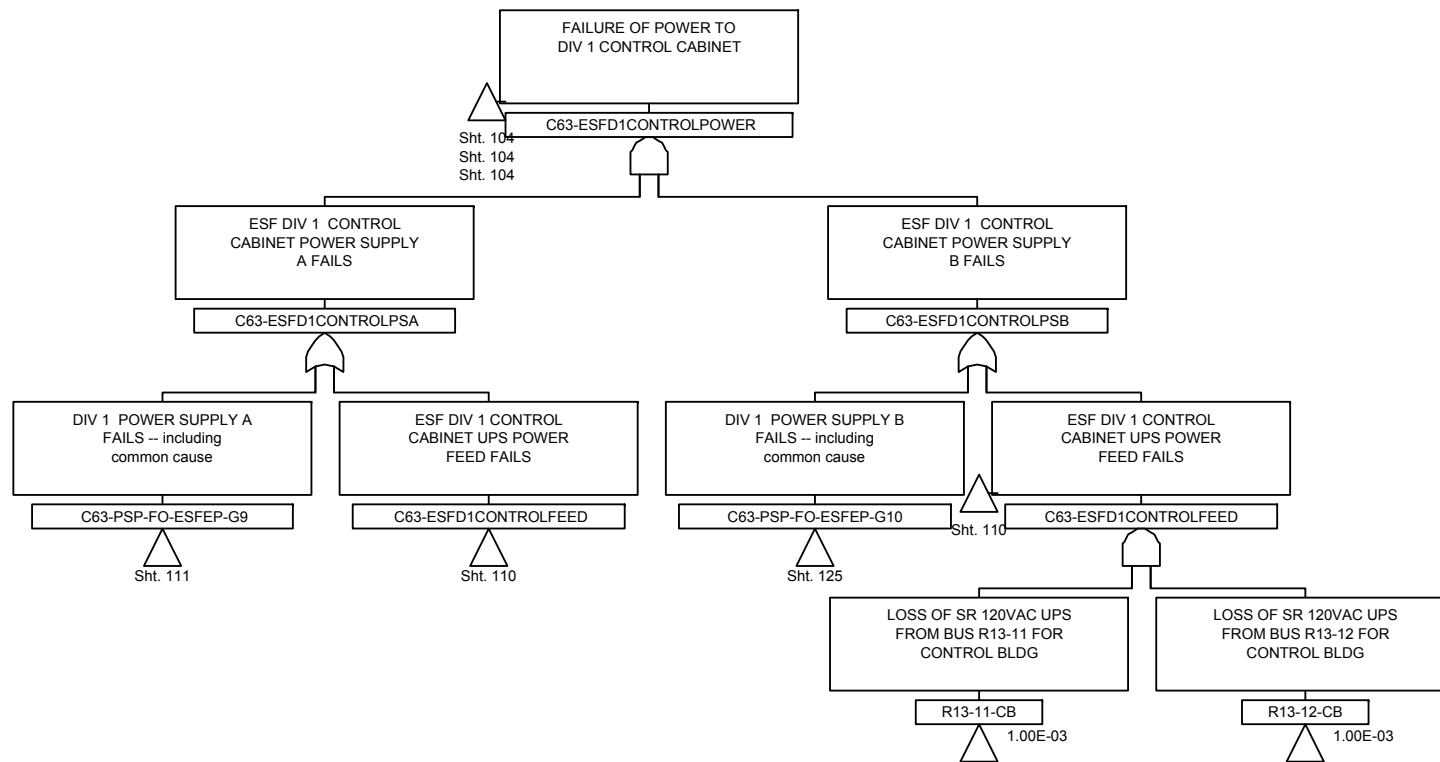 FAILURE OF POWER TO
DIV 1 CONTROL CABINET
C63-ESFD1CONTROLPOWER
Sht. 104
Sht. 104
Sht. 104
ESF DIV 1 CONTROL
CABINET POWER SUPPLY
A FAILS
C63-ESFD1CONTROLPSA
ESF DIV 1 CONTROL
CABINET POWER SUPPLY
B FAILS
C63-ESFD1CONTROLPSB
DIV 1 POWER SUPPLY A
FAILS -- including
common cause
C63-PSP-FO-ESFEP-G9
Sht. 111
ESF DIV 1 CONTROL
CABINET UPS POWER
FEED FAILS
C63-ESFD1CONTROLFEED
Sht. 110
DIV 1 POWER SUPPLY B
FAILS -- including
common cause
C63-PSP-FO-ESFEP-G10
Sht. 125
ESF DIV 1 CONTROL
CABINET UPS POWER
FEED FAILS
Sht. 110
C63-ESFD1CONTROLFEED
LOSS OF SR 120VAC UPS
FROM BUS R13-11 FOR
CONTROL BLDG
R13-11-CB
1.00E-03
LOSS OF SR 120VAC UPS
FROM BUS R13-12 FOR
CONTROL BLDG
R13-12-CB
1.00E-03